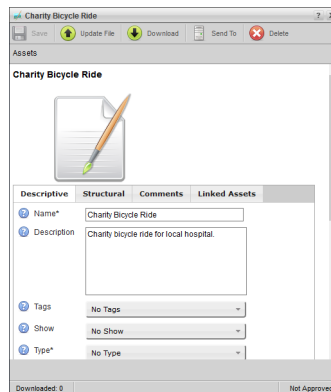 Charity Bicycle Ride ?
Save Update File Download Send To Delete
Assets
Charity Bicycle Ride
Descriptive Structural Comments Linked Assets
? Name* Charity Bicycle Ride
? Description Charity bicycle ride for local hospital.
? Tags No Tags
? Show No Show
? Type* No Type
Downloaded: 0 Not Approved